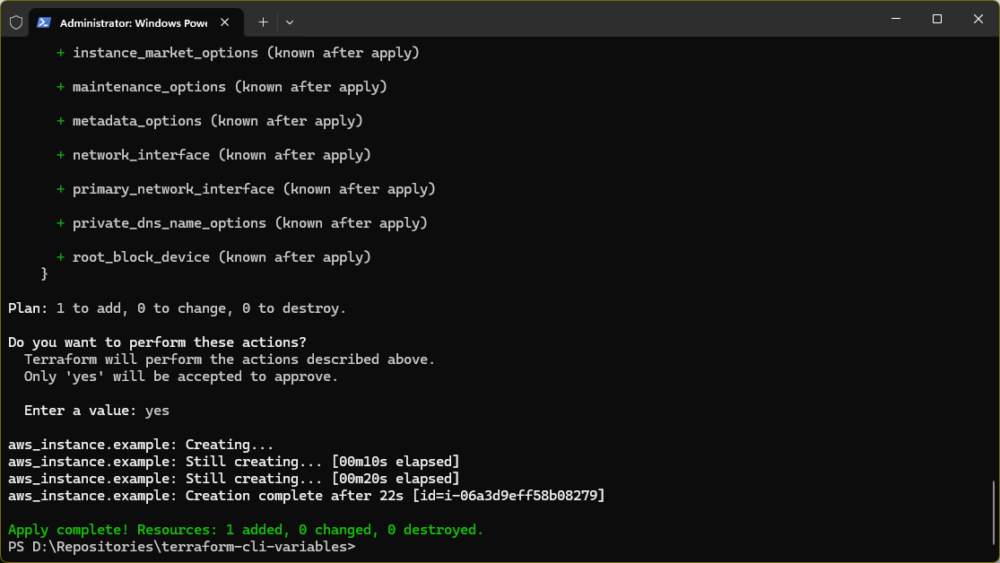 Administrator: Windows Powe
+ instance_market_options (known after apply)
+ maintenance_options (known after apply)
+ metadata_options (known after apply)
+ network_interface (known after apply)
+ primary_network_interface (known after apply)
+ private_dns_name_options (known after apply)
+ root_block_device (known after apply)
}
Plan: 1 to add, 0 to change, 0 to destroy.
Do you want to perform these actions?
Terraform will perform the actions described above.
Only 'yes' will be accepted to approve.
Enter a value: yes
aws_instance.example: Creating...
aws_instance.example: Still creating... [00m10s elapsed]
aws_instance.example: Still creating... [00m20s elapsed]
aws_instance.example: Creation complete after 22s [id=i-06a3d9eff58b08279]
Apply complete! Resources: 1 added, 0 changed, 0 destroyed.
PS D:\Repositories\terraform-cli-variables>